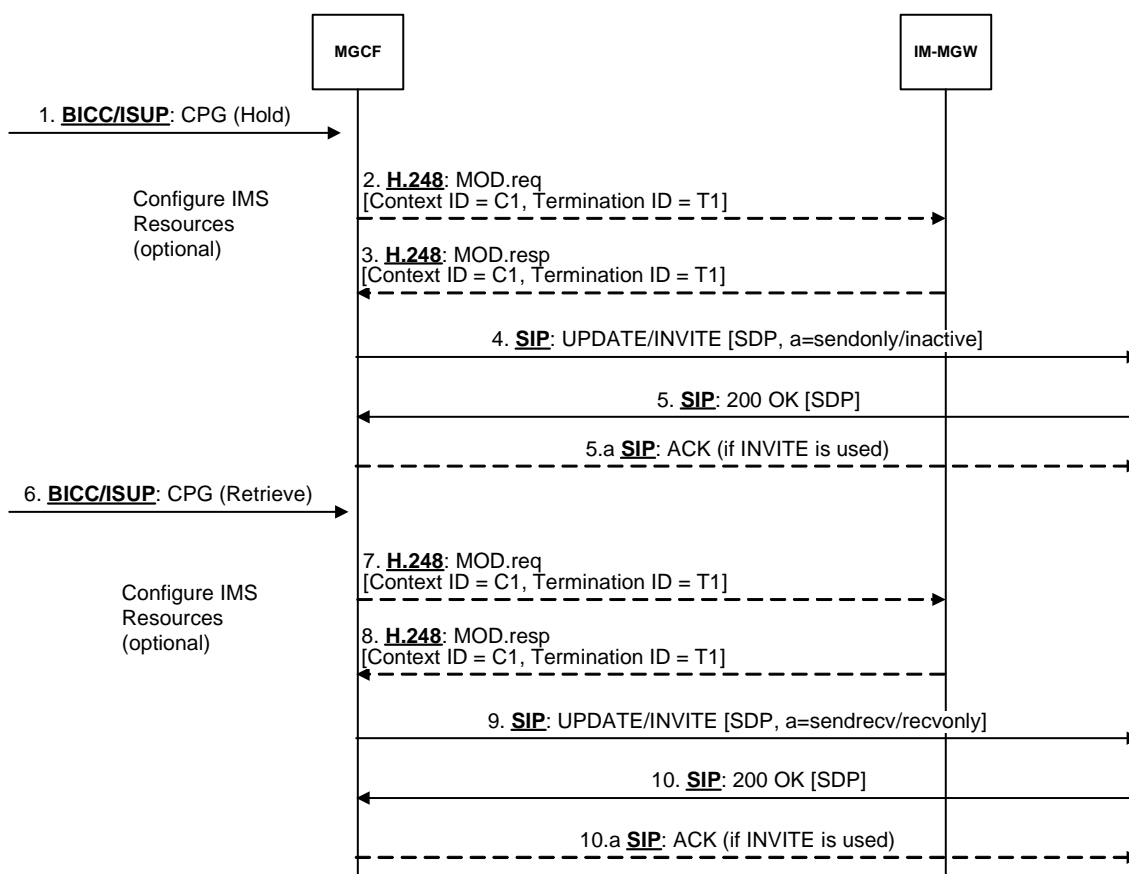 MGCF
IM-MGW
1. BICC/ISUP: CPG (Hold)
Configure IMS
Resources
(optional)
2. H.248: MOD.req
[Context ID = C1, Termination ID = T1]
3. H.248: MOD.resp
[Context ID = C1, Termination ID = T1]
4. SIP: UPDATE/INVITE [SDP, a=sendonly/inactive]
5. SIP: 200 OK [SDP]
5.a SIP: ACK (if INVITE is used)
6. BICC/ISUP: CPG (Retrieve)
Configure IMS
Resources
(optional)
7. H.248: MOD.req
[Context ID = C1, Termination ID = T1]
8. H.248: MOD.resp
[Context ID = C1, Termination ID = T1]
9. SIP: UPDATE/INVITE [SDP, a=sendrecv/recvonly]
10. SIP: 200 OK [SDP]
10.a SIP: ACK (if INVITE is used)